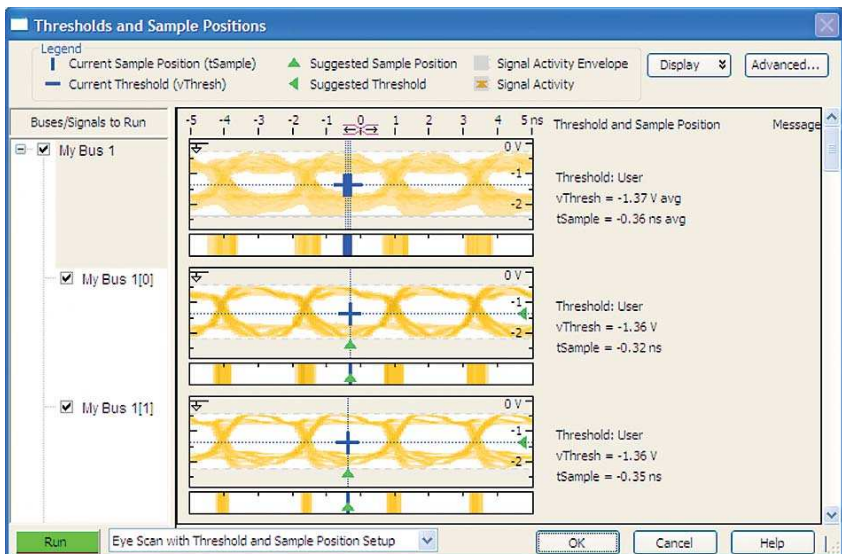 Thresholds and Sample Positions
Legend
Current Sample Position (tSample)
Suggested Sample Position
Signal Activity Envelope
Current Threshold (vThresh)
Suggested Threshold
Signal Activity
Display
Advanced...
Buses/Signals to Run
-5 -4 -3 -2 -1 0 1 2 3 4 5 ns
Threshold and Sample Position
Message
My Bus 1
0 V
-1
-2
Threshold: User
vThresh = -1.37 V avg
tSample = -0.36 ns avg
My Bus 1[0]
0 V
-1
-2
Threshold: User
vThresh = -1.36 V
tSample = -0.32 ns
My Bus 1[1]
0 V
-1
-2
Threshold: User
vThresh = -1.36 V
tSample = -0.35 ns
Run
Eye Scan with Threshold and Sample Position Setup
OK
Cancel
Help